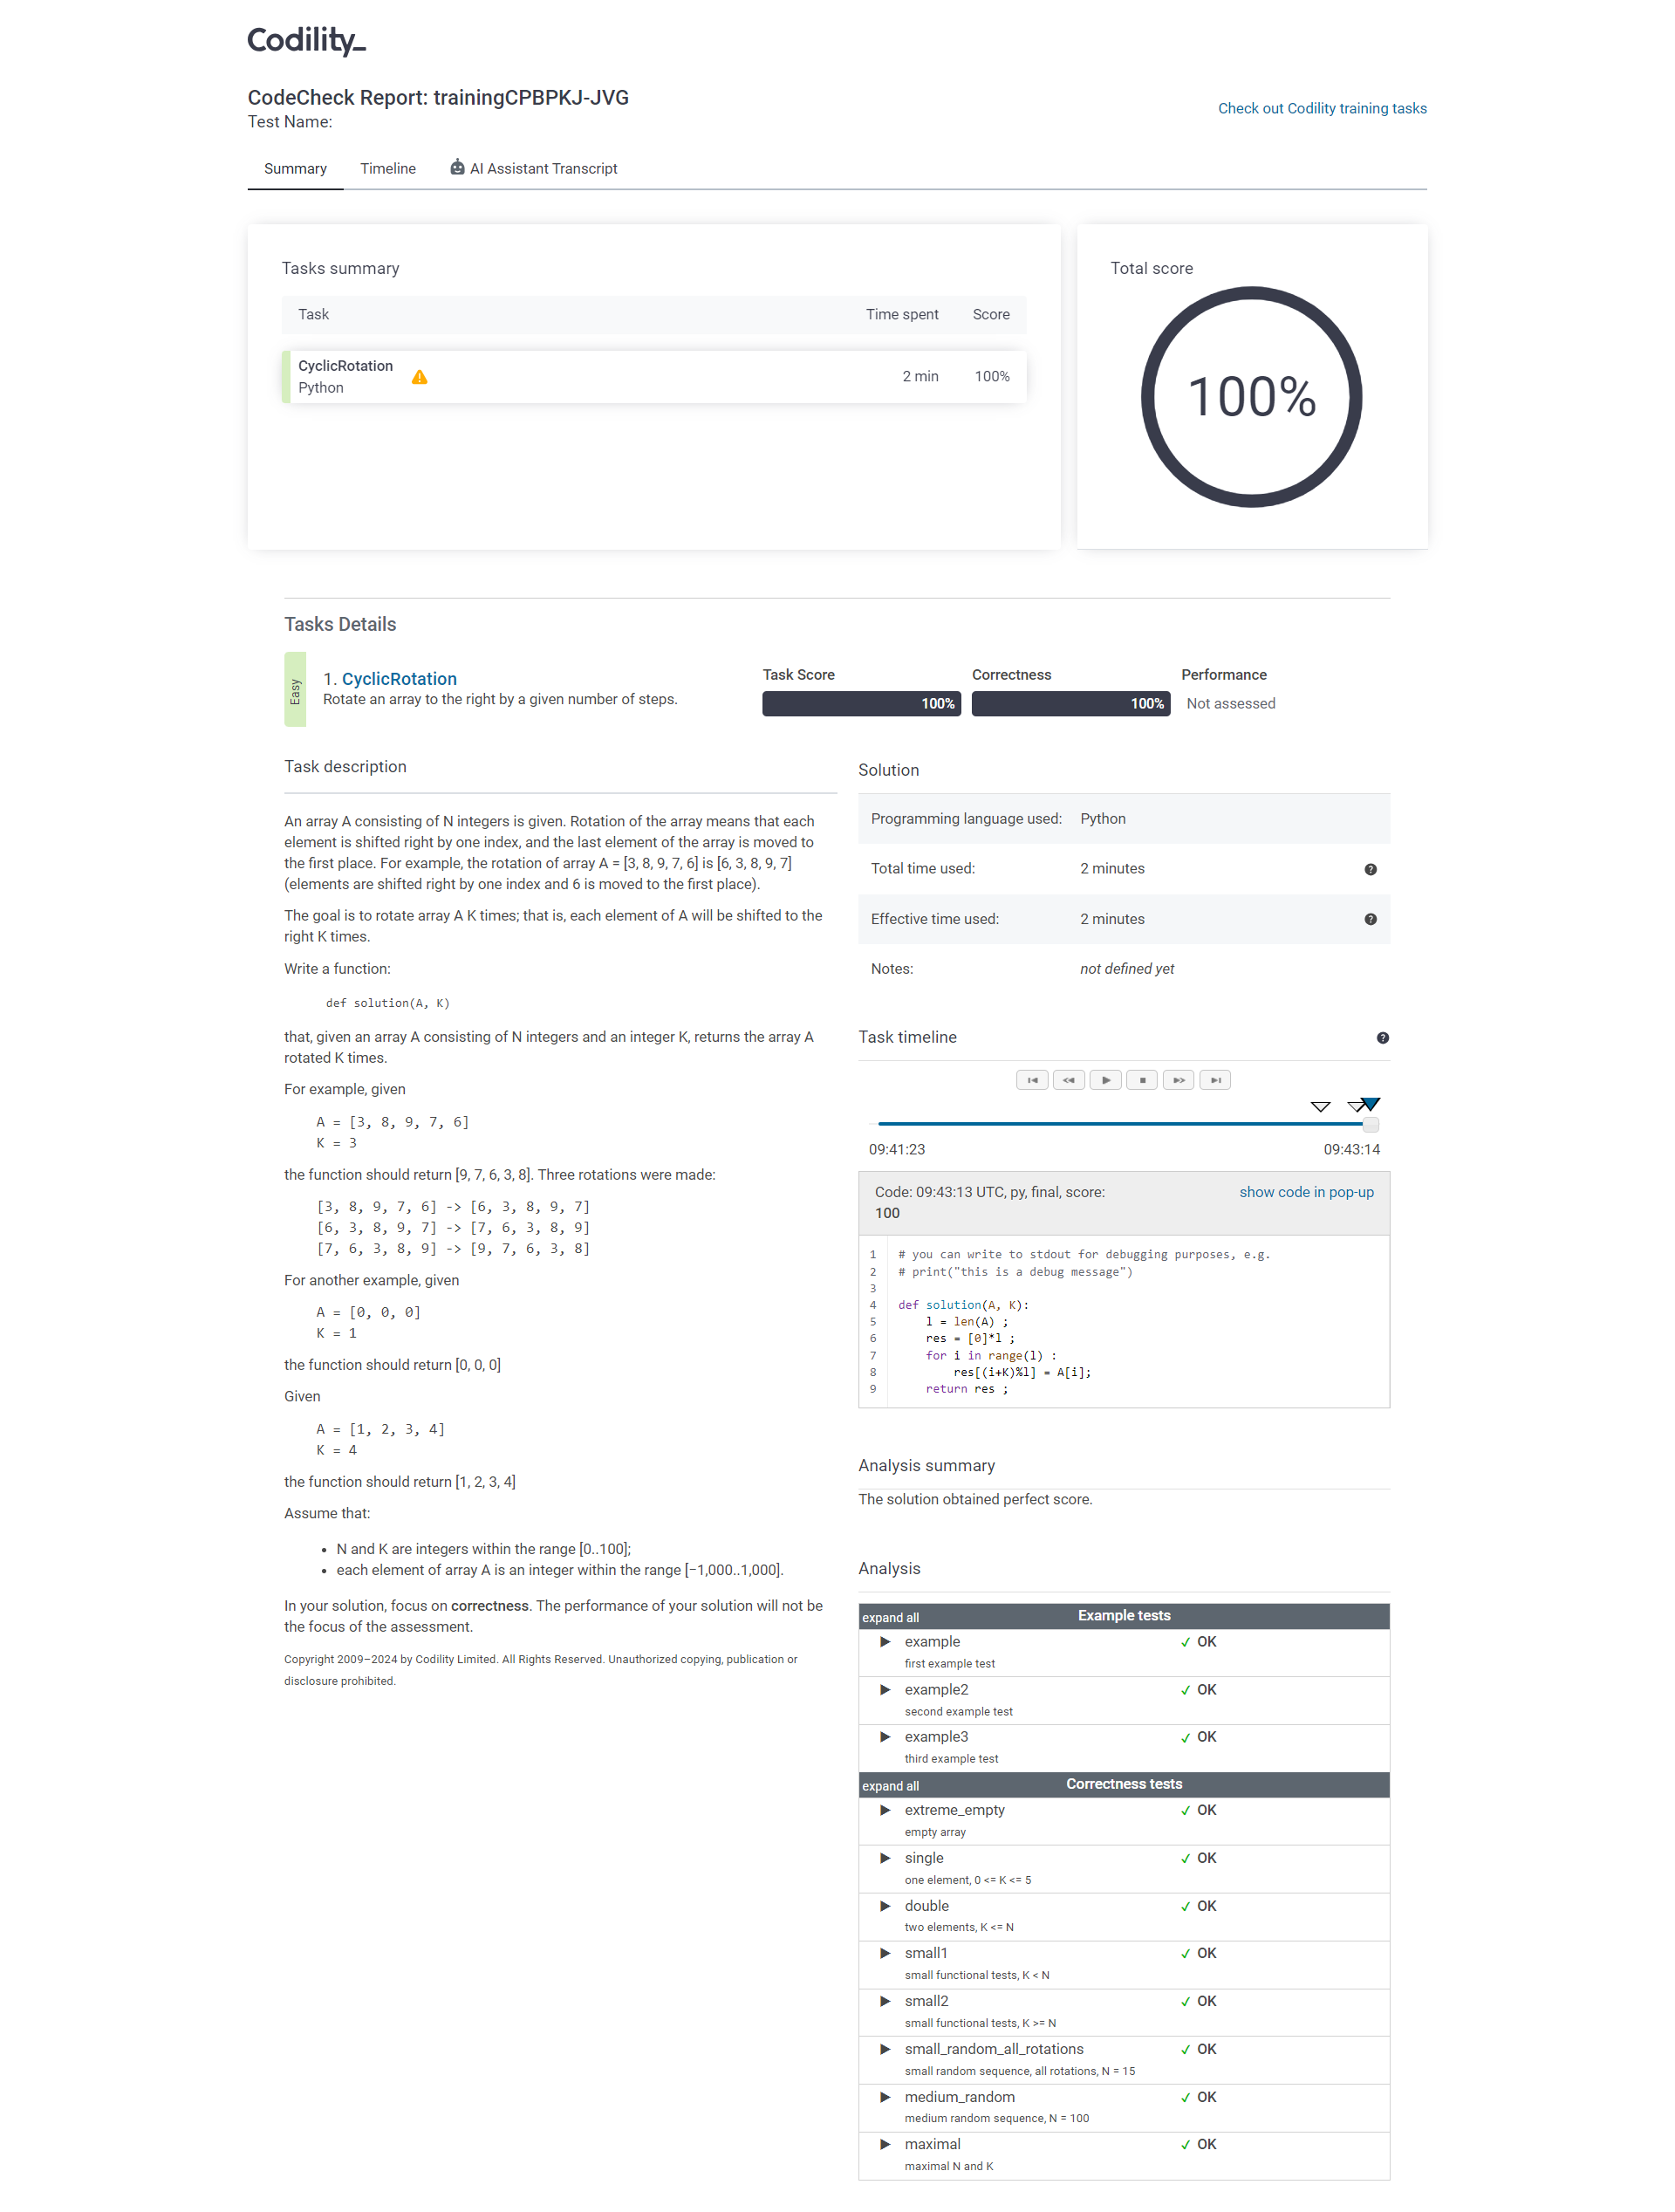 Codility_
CodeCheck Report: trainingCPBPKJ-JVG
Test Name:
Check out Codility training tasks
Summary
Timeline
AI Assistant Transcript
Tasks summary
Task
Time spent
Score
CyclicRotation
Python
2 min
100%
Total score
100%
Tasks Details
Easy
1. CyclicRotation
Rotate an array to the right by a given number of steps.
Task Score
100%
Correctness
100%
Performance
Not assessed
Task description
An array A consisting of N integers is given. Rotation of the array means that each
element is shifted right by one index, and the last element of the array is moved to
the first place. For example, the rotation of array A = [3, 8, 9, 7, 6] is [6, 3, 8, 9, 7]
(elements are shifted right by one index and 6 is moved to the first place).
The goal is to rotate array A K times; that is, each element of A will be shifted to the
right K times.
Write a function:
def solution(A, K)
that, given an array A consisting of N integers and an integer K, returns the array A
rotated K times.
For example, given
A = [3, 8, 9, 7, 6]
K = 3
the function should return [9, 7, 6, 3, 8]. Three rotations were made:
[3, 8, 9, 7, 6] -> [6, 3, 8, 9, 7]
[6, 3, 8, 9, 7] -> [7, 6, 3, 8, 9]
[7, 6, 3, 8, 9] -> [9, 7, 6, 3, 8]
For another example, given
A = [0, 0, 0]
K = 1
the function should return [0, 0, 0]
Given
A = [1, 2, 3, 4]
K = 4
the function should return [1, 2, 3, 4]
Assume that:
• N and K are integers within the range [0..100];
• each element of array A is an integer within the range [−1,000..1,000].
In your solution, focus on correctness. The performance of your solution will not be
the focus of the assessment.
Copyright 2009–2024 by Codility Limited. All Rights Reserved. Unauthorized copying, publication or
disclosure prohibited.
Solution
Programming language used: Python
Total time used: 2 minutes
Effective time used: 2 minutes
Notes: not defined yet
Task timeline
09:41:23
09:43:14
Code: 09:43:13 UTC, py, final, score:
100
show code in pop-up
1 # you can write to stdout for debugging purposes, e.g.
2 # print("this is a debug message")
3
4 def solution(A, K):
5     l = len(A) ;
6     res = [0]*l ;
7     for i in range(l) :
8         res[(i+K)%l] = A[i];
9     return res ;
Analysis summary
The solution obtained perfect score.
Analysis
expand all
Example tests
example
✓ OK
first example test
example2
✓ OK
second example test
example3
✓ OK
third example test
expand all
Correctness tests
extreme_empty
✓ OK
empty array
single
✓ OK
one element, 0 <= K <= 5
double
✓ OK
two elements, K <= N
small1
✓ OK
small functional tests, K < N
small2
✓ OK
small functional tests, K >= N
small_random_all_rotations
✓ OK
small random sequence, all rotations, N = 15
medium_random
✓ OK
medium random sequence, N = 100
maximal
✓ OK
maximal N and K